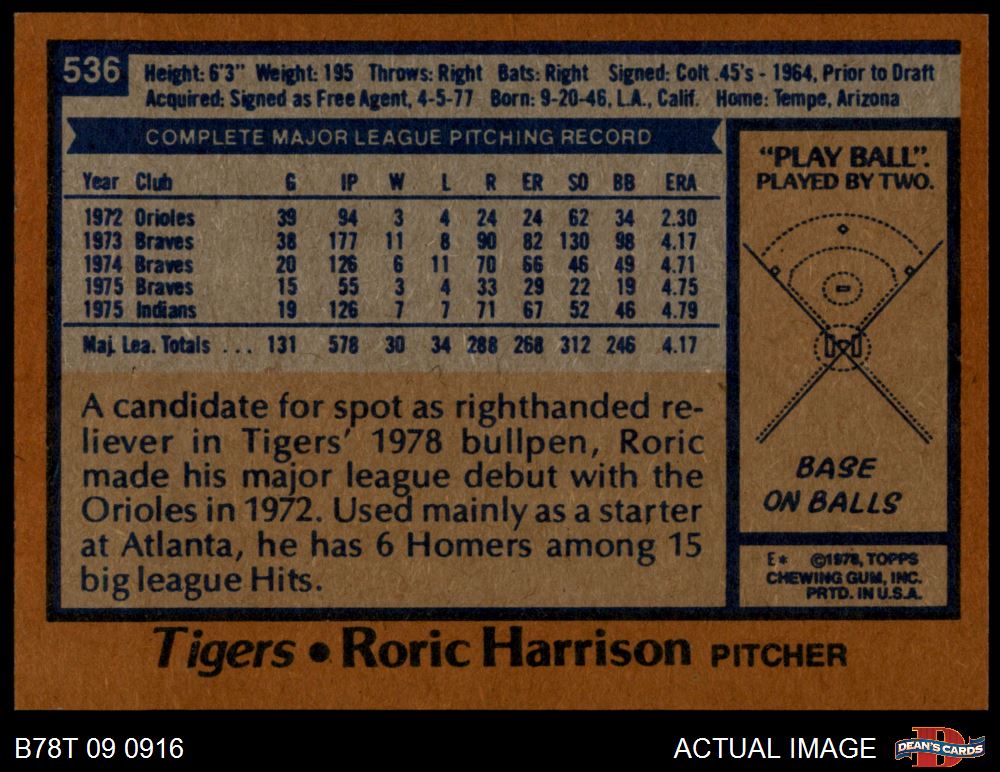 536
Height: 6'3" Weight: 195 Throws: Right Bats: Right Signed: Colt .45's - 1964, Prior to Draft
Acquired: Signed as Free Agent, 4-5-77 Born: 9-20-46, L.A., Calif. Home: Tempe, Arizona
COMPLETE MAJOR LEAGUE PITCHING RECORD
Year Club G IP W L R ER SO BB ERA
1972 Orioles 39 94 3 4 24 24 62 34 2.30
1973 Braves 38 177 11 8 90 82 130 98 4.17
1974 Braves 20 126 6 11 70 66 46 49 4.71
1975 Braves 15 55 3 4 33 29 22 19 4.75
1975 Indians 19 126 7 7 71 67 52 46 4.79
Maj. Lea. Totals ... 131 578 30 34 288 268 312 246 4.17
A candidate for spot as righthanded re-
liever in Tigers' 1978 bullpen, Roric
made his major league debut with the
Orioles in 1972. Used mainly as a starter
at Atlanta, he has 6 Homers among 15
big league Hits.
"PLAY BALL".
PLAYED BY TWO.
BASE
ON BALLS
E* ©1978, TOPPS
CHEWING GUM, INC.
PRTD. IN U.S.A.
Tigers • Roric Harrison PITCHER
B78T 09 0916
ACTUAL IMAGE
DEAN'S CARDS